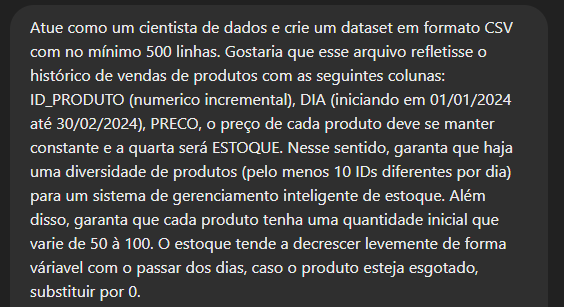 Atue como um cientista de dados e crie um dataset em formato CSV
com no mínimo 500 linhas. Gostaria que esse arquivo refletisse o
histórico de vendas de produtos com as seguintes colunas:
ID_PRODUTO (numerico incremental), DIA (iniciando em 01/01/2024
até 30/02/2024), PRECO, o preço de cada produto deve se manter
constante e a quarta será ESTOQUE. Nesse sentido, garanta que haja
uma diversidade de produtos (pelo menos 10 IDs diferentes por dia)
para um sistema de gerenciamento inteligente de estoque. Além
disso, garanta que cada produto tenha uma quantidade inicial que
varie de 50 à 100. O estoque tende a decrescer levemente de forma
váriavel com o passar dos dias, caso o produto esteja esgotado,
substituir por 0.